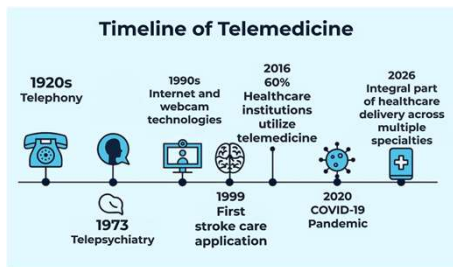 Timeline of Telemedicine
1920s
Telephony
1973
Telepsychiatry
1990s
Internet and
webcam
technologies
1999
First
stroke care
application
2016
60%
Healthcare
institutions
utilize
telemedicine
2020
COVID-19
Pandemic
2026
Integral part
of healthcare
delivery across
multiple
specialties